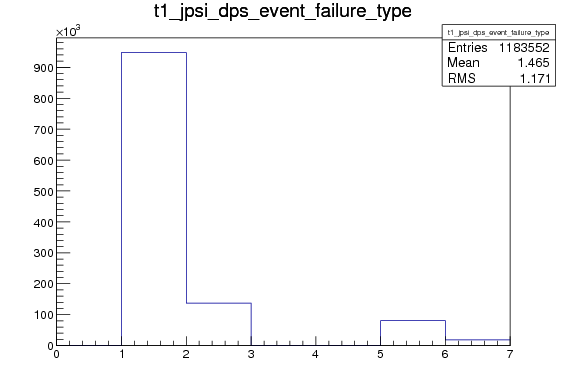 t1_jpsi_dps_event_failure_type
×10³
t1_jpsi_dps_event_failure_type
Entries 1183552
Mean 1.465
RMS 1.171
900
800
700
600
500
400
300
200
100
0
0 1 2 3 4 5 6 7